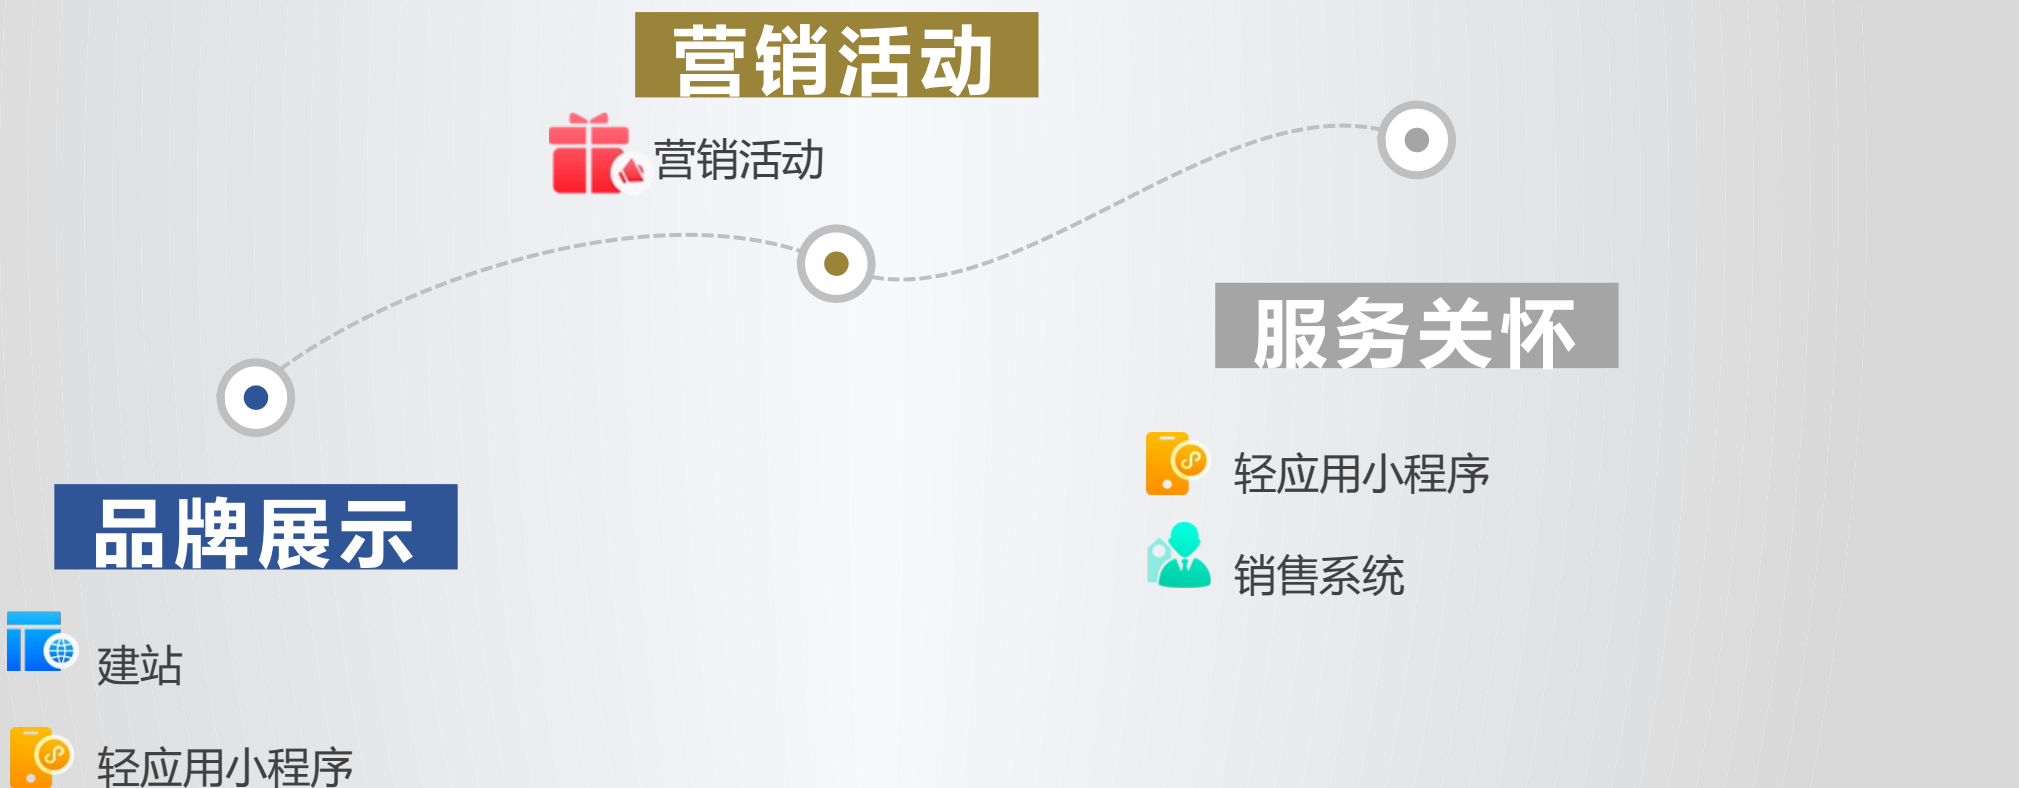 营销活动
营销活动
服务关怀
轻应用小程序
销售系统
品牌展示
建站
轻应用小程序